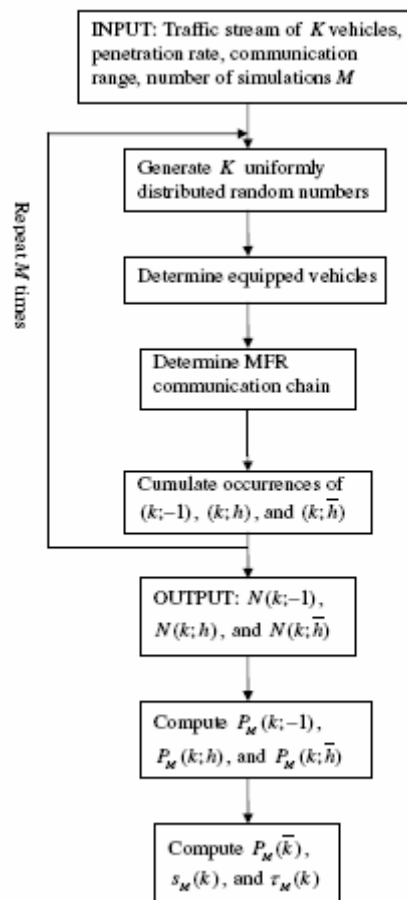 INPUT: Traffic stream of K vehicles,
penetration rate, communication
range, number of simulations M
Generate K uniformly
distributed random numbers
Determine equipped vehicles
Determine MFR
communication chain
Cumulate occurrences of
(k;−1), (k;h), and (k;h̅)
Repeat M times
OUTPUT: N(k;−1),
N(k;h), and N(k;h̅)
Compute P_M(k;−1),
P_M(k;h), and P_M(k;h̅)
Compute P_M(k̅),
s_M(k), and τ_M(k)